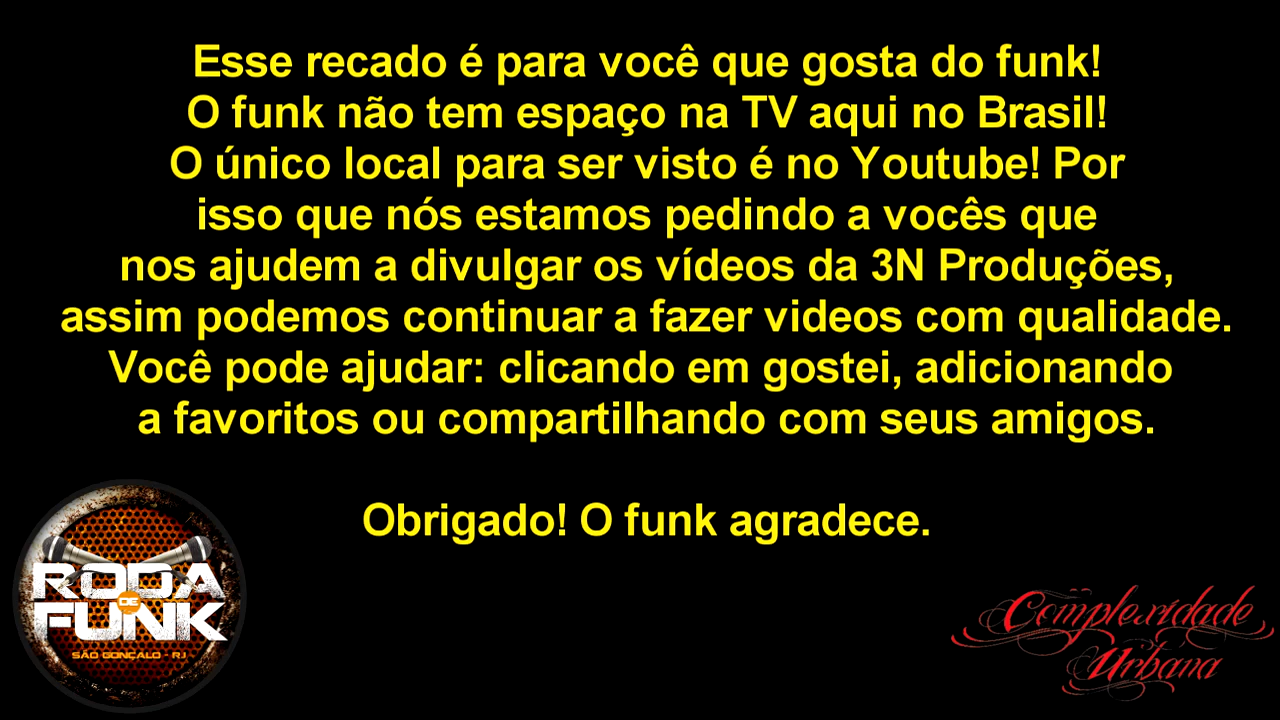 Esse recado é para você que gosta do funk!
O funk não tem espaço na TV aqui no Brasil!
O único local para ser visto é no Youtube! Por
isso que nós estamos pedindo a vocês que
nos ajudem a divulgar os vídeos da 3N Produções,
assim podemos continuar a fazer videos com qualidade.
Você pode ajudar: clicando em gostei, adicionando
a favoritos ou compartilhando com seus amigos.
Obrigado! O funk agradece.
RODA
DE
FUNK
SÃO GONÇALO - RJ
Complexidade
Urbana